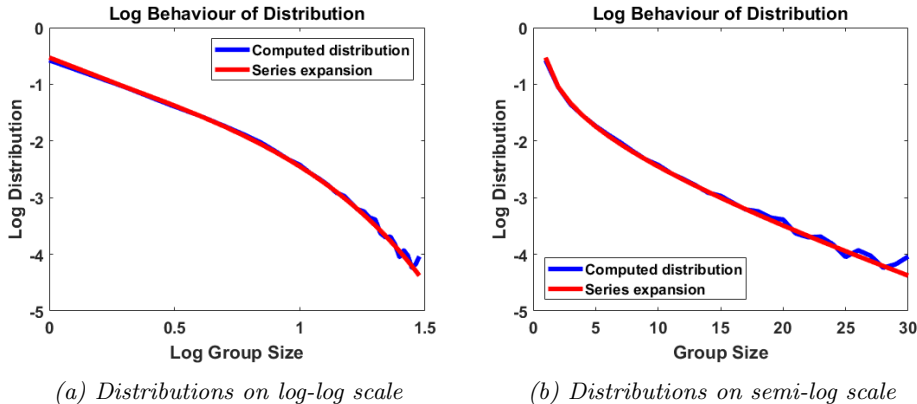 Log Behaviour of Distribution
0
-1
-2
-3
-4
-5
Log Distribution
Computed distribution
Series expansion
0
0.5
1
1.5
Log Group Size
(a) Distributions on log-log scale
Log Behaviour of Distribution
0
-1
-2
-3
-4
-5
Log Distribution
Computed distribution
Series expansion
0
5
10
15
20
25
30
Group Size
(b) Distributions on semi-log scale